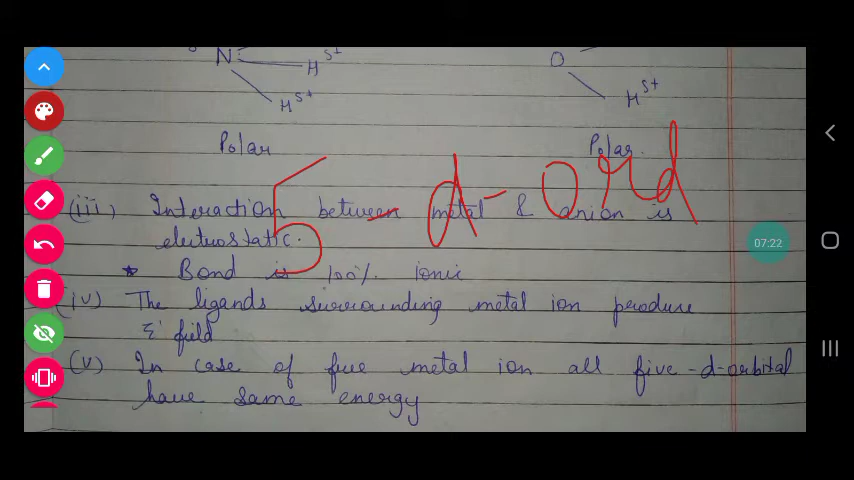 N H δ+ O
H δ+ H δ+
Polar Polar
5 d-ord
(iii) Interaction between metal & anion is
electrostatic.
* Bond is 100% ionic
(iv) The ligands surrounding metal ion produce
field
(v) In case of free metal ion all five-d-orbital
have same energy
07:22